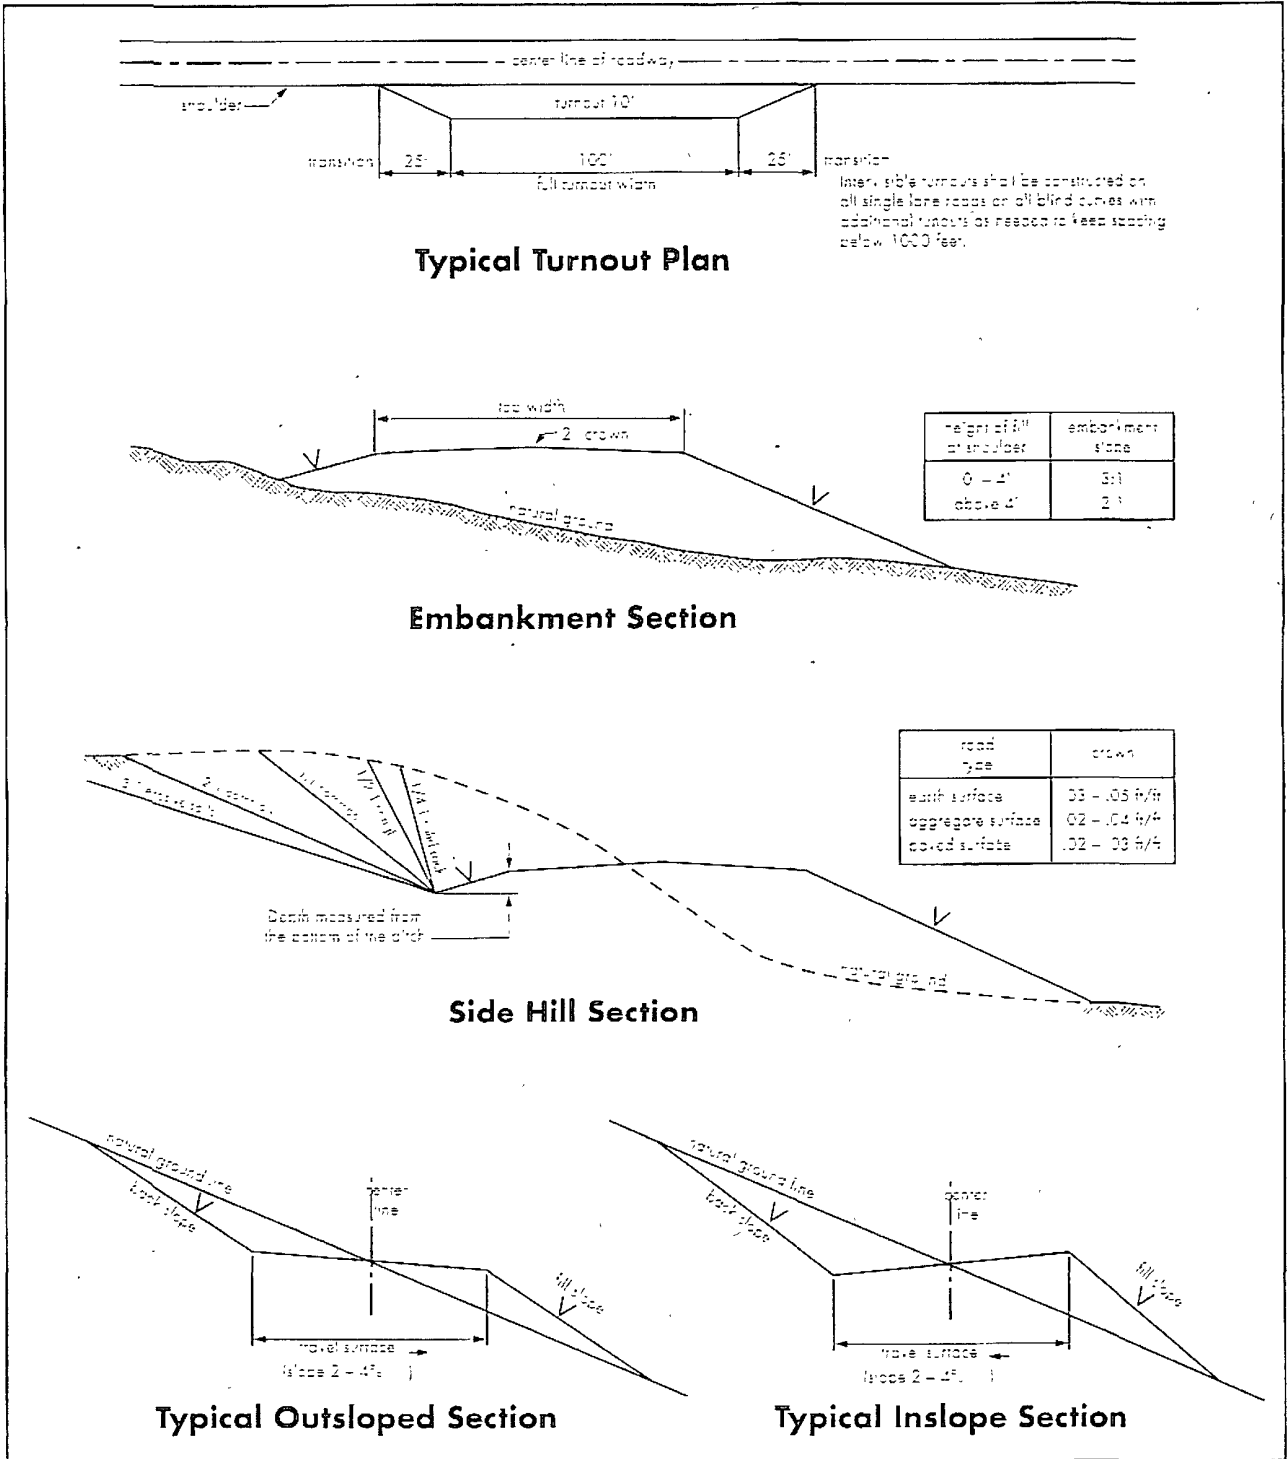 center line of roadway
shoulder
turnout 10'
transition 25' 100' 25' transition
full turnout width
Intervisible turnouts shall be constructed on
all single lane roads on all blind curves with
additional turnouts as needed to keep spacing
below 1000 feet.
Typical Turnout Plan
top width
crown
natural ground
height of fill at shoulder
embankment slope
0 - 4' 3:1
above 4' 2:1
Embankment Section
road type
crown
earth surface .03 - .05 ft/ft
aggregate surface .02 - .04 ft/ft
paved surface .02 - .03 ft/ft
Depth measured from
the bottom of the ditch
natural ground
Side Hill Section
natural ground line
back slope
center
line
fill slope
travel surface
(slope 2 - 4% )
Typical Outsloped Section
natural ground line
back slope
center
line
fill slope
travel surface
(slope 2 - 4% )
Typical Inslope Section